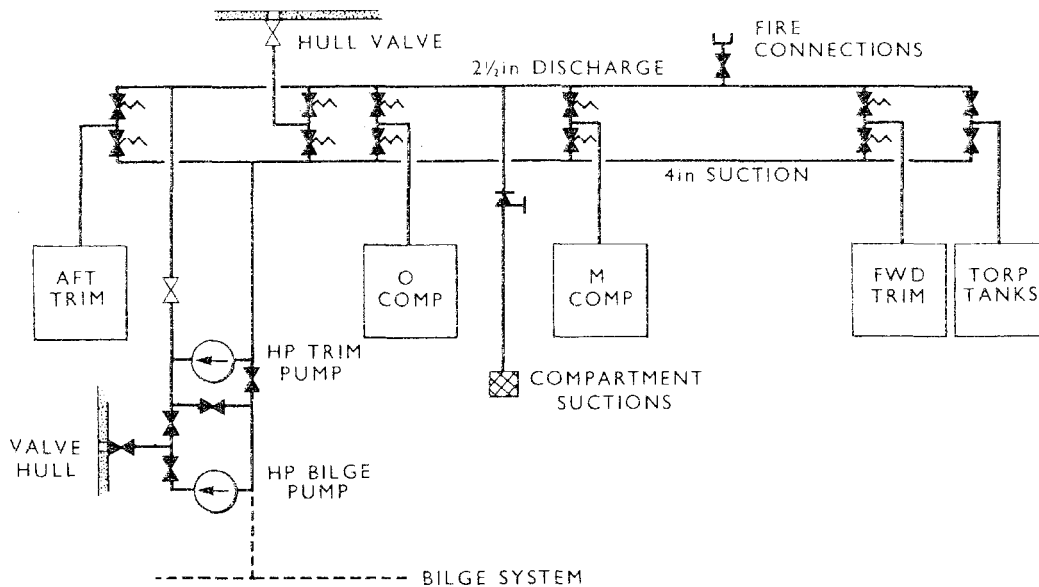 HULL VALVE
FIRE
CONNECTIONS
2½in DISCHARGE
4in SUCTION
AFT
TRIM
O
COMP
M
COMP
FWD
TRIM
TORP
TANKS
HP TRIM
PUMP
COMPARTMENT
SUCTIONS
VALVE
HULL
HP BILGE
PUMP
BILGE SYSTEM